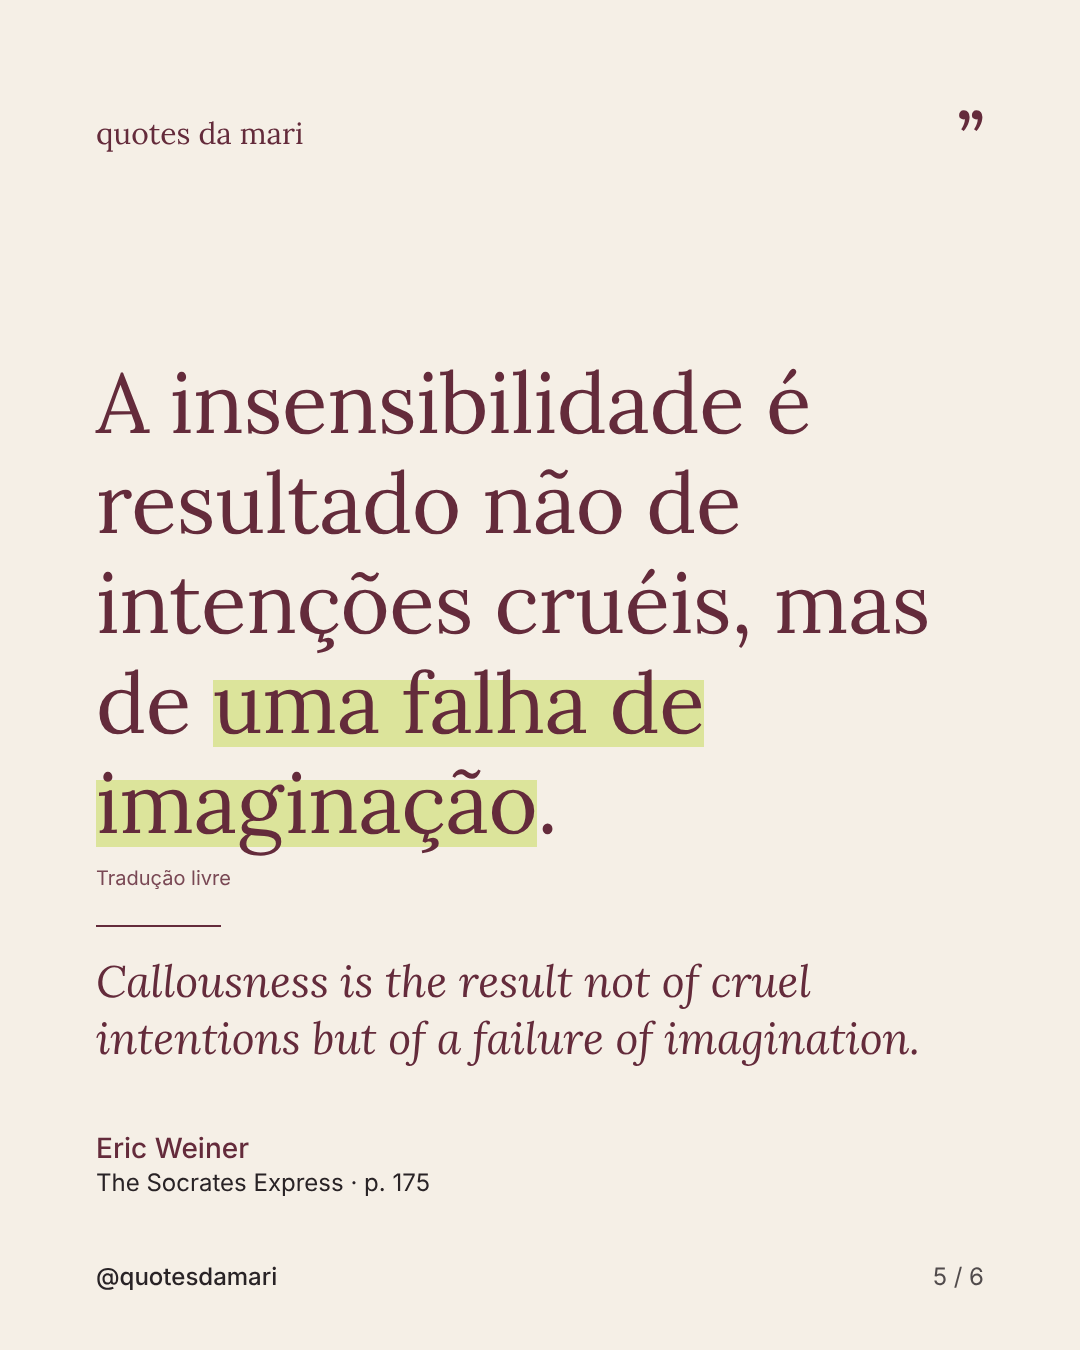 quotes da mari
”
A insensibilidade é
resultado não de
intenções cruéis, mas
de uma falha de
imaginação.
Tradução livre
Callousness is the result not of cruel
intentions but of a failure of imagination.
Eric Weiner
The Socrates Express · p. 175
@quotesdamari
5 / 6